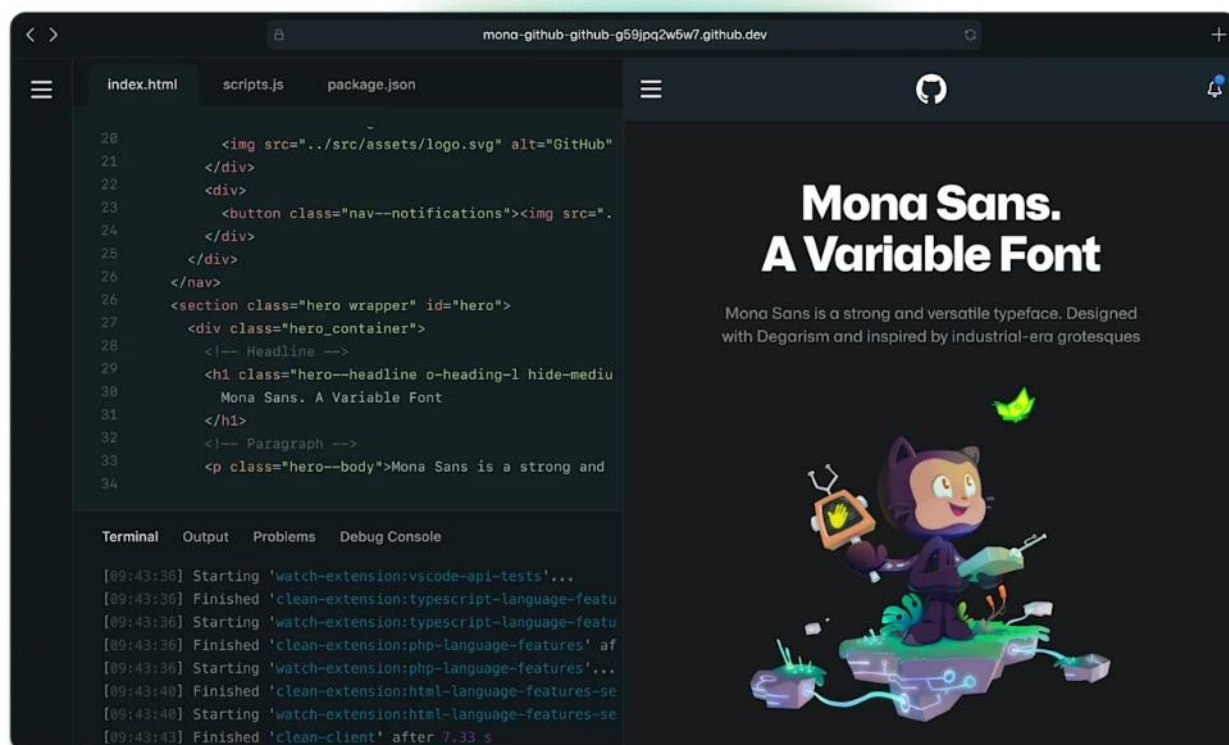 mona-github-github-g59jpq2w5w7.github.dev
index.html scripts.js package.json
20 <img src="../src/assets/logo.svg" alt="GitHub"
21 </div>
22 <div>
23 <button class="nav--notifications"><img src=".
24 </div>
25 </div>
26 </nav>
26 <section class="hero wrapper" id="hero">
27 <div class="hero_container">
28 <!-- Headline -->
29 <h1 class="hero--headline o-heading-l hide-mediu
30 Mona Sans. A Variable Font
31 </h1>
32 <!-- Paragraph -->
33 <p class="hero--body">Mona Sans is a strong and
34
Terminal Output Problems Debug Console
[09:43:36] Starting 'watch-extension:vscode-api-tests'...
[09:43:36] Finished 'clean-extension:typescript-language-featu
[09:43:36] Starting 'watch-extension:typescript-language-featu
[09:43:36] Finished 'clean-extension:php-language-features' af
[09:43:36] Starting 'watch-extension:php-language-features'...
[09:43:40] Finished 'clean-extension:html-language-features-se
[09:43:40] Starting 'watch-extension:html-language-features-se
[09:43:43] Finished 'clean-client' after 7.33 s
Mona Sans.
A Variable Font
Mona Sans is a strong and versatile typeface. Designed
with Degarism and inspired by industrial-era grotesques